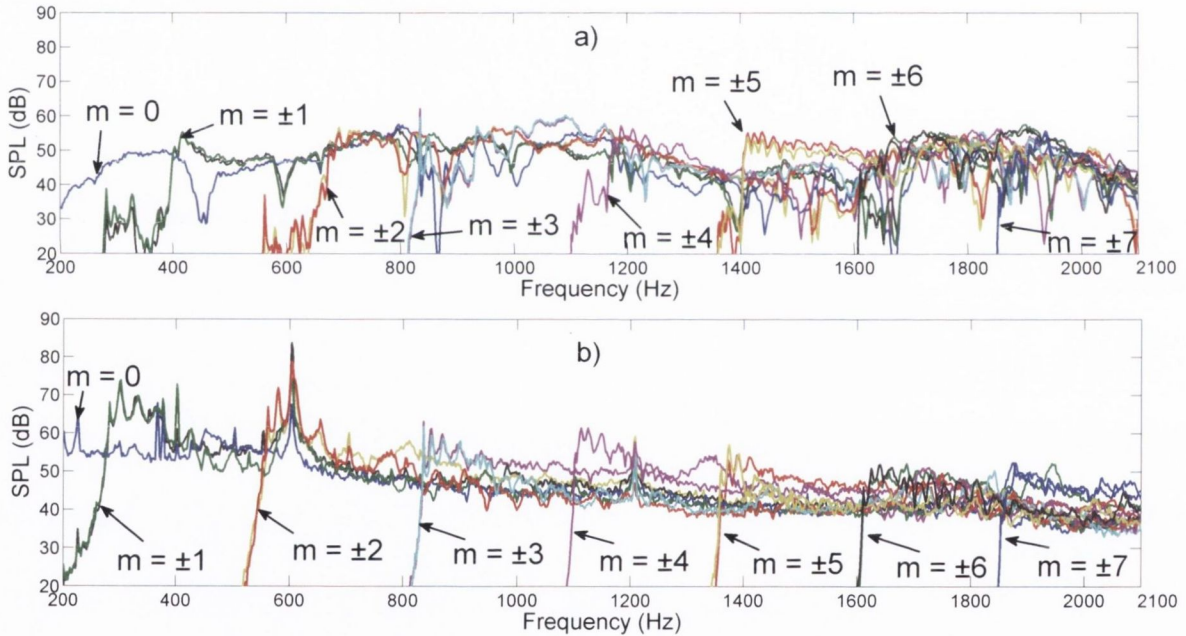 90
a)
80
70
m = 0
m = ±1
m = ±5
m = ±6
60
50
40
30
20
SPL (dB)
m = ±2
m = ±3
m = ±4
m = ±7
200
400
600
800
1000
1200
1400
1600
1800
2000
2100
Frequency (Hz)
90
b)
80
m = 0
70
60
50
40
30
20
SPL (dB)
m = ±1
m = ±2
m = ±3
m = ±4
m = ±5
m = ±6
m = ±7
200
400
600
800
1000
1200
1400
1600
1800
2000
2100
Frequency (Hz)